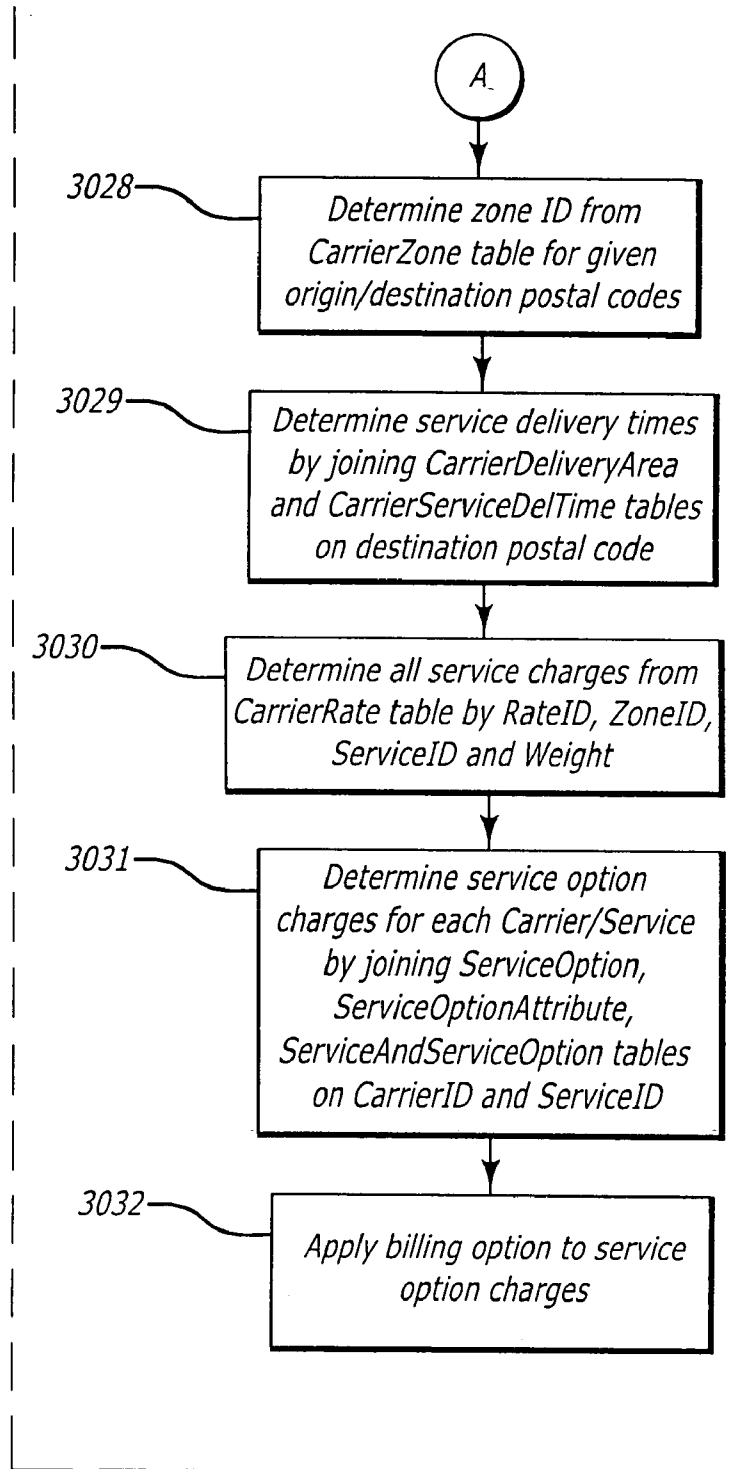 A
3028
Determine zone ID from
CarrierZone table for given
origin/destination postal codes
3029
Determine service delivery times
by joining CarrierDeliveryArea
and CarrierServiceDelTime tables
on destination postal code
3030
Determine all service charges from
CarrierRate table by RateID, ZoneID,
ServiceID and Weight
3031
Determine service option
charges for each Carrier/Service
by joining ServiceOption,
ServiceOptionAttribute,
ServiceAndServiceOption tables
on CarrierID and ServiceID
3032
Apply billing option to service
option charges